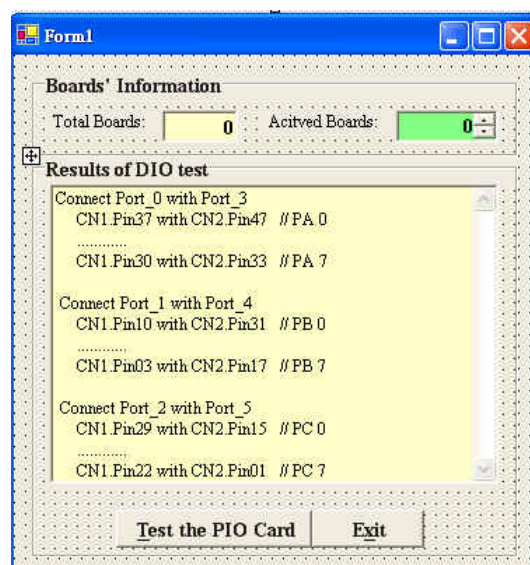 Form1
Boards' Information
Total Boards: 0 Acitved Boards: 0
Results of DIO test
Connect Port_0 with Port_3
CN1.Pin37 with CN2.Pin47 // PA 0
............
CN1.Pin30 with CN2.Pin33 // PA 7
Connect Port_1 with Port_4
CN1.Pin10 with CN2.Pin31 // PB 0
............
CN1.Pin03 with CN2.Pin17 // PB 7
Connect Port_2 with Port_5
CN1.Pin29 with CN2.Pin15 // PC 0
............
CN1.Pin22 with CN2.Pin01 // PC 7
Test the PIO Card Exit